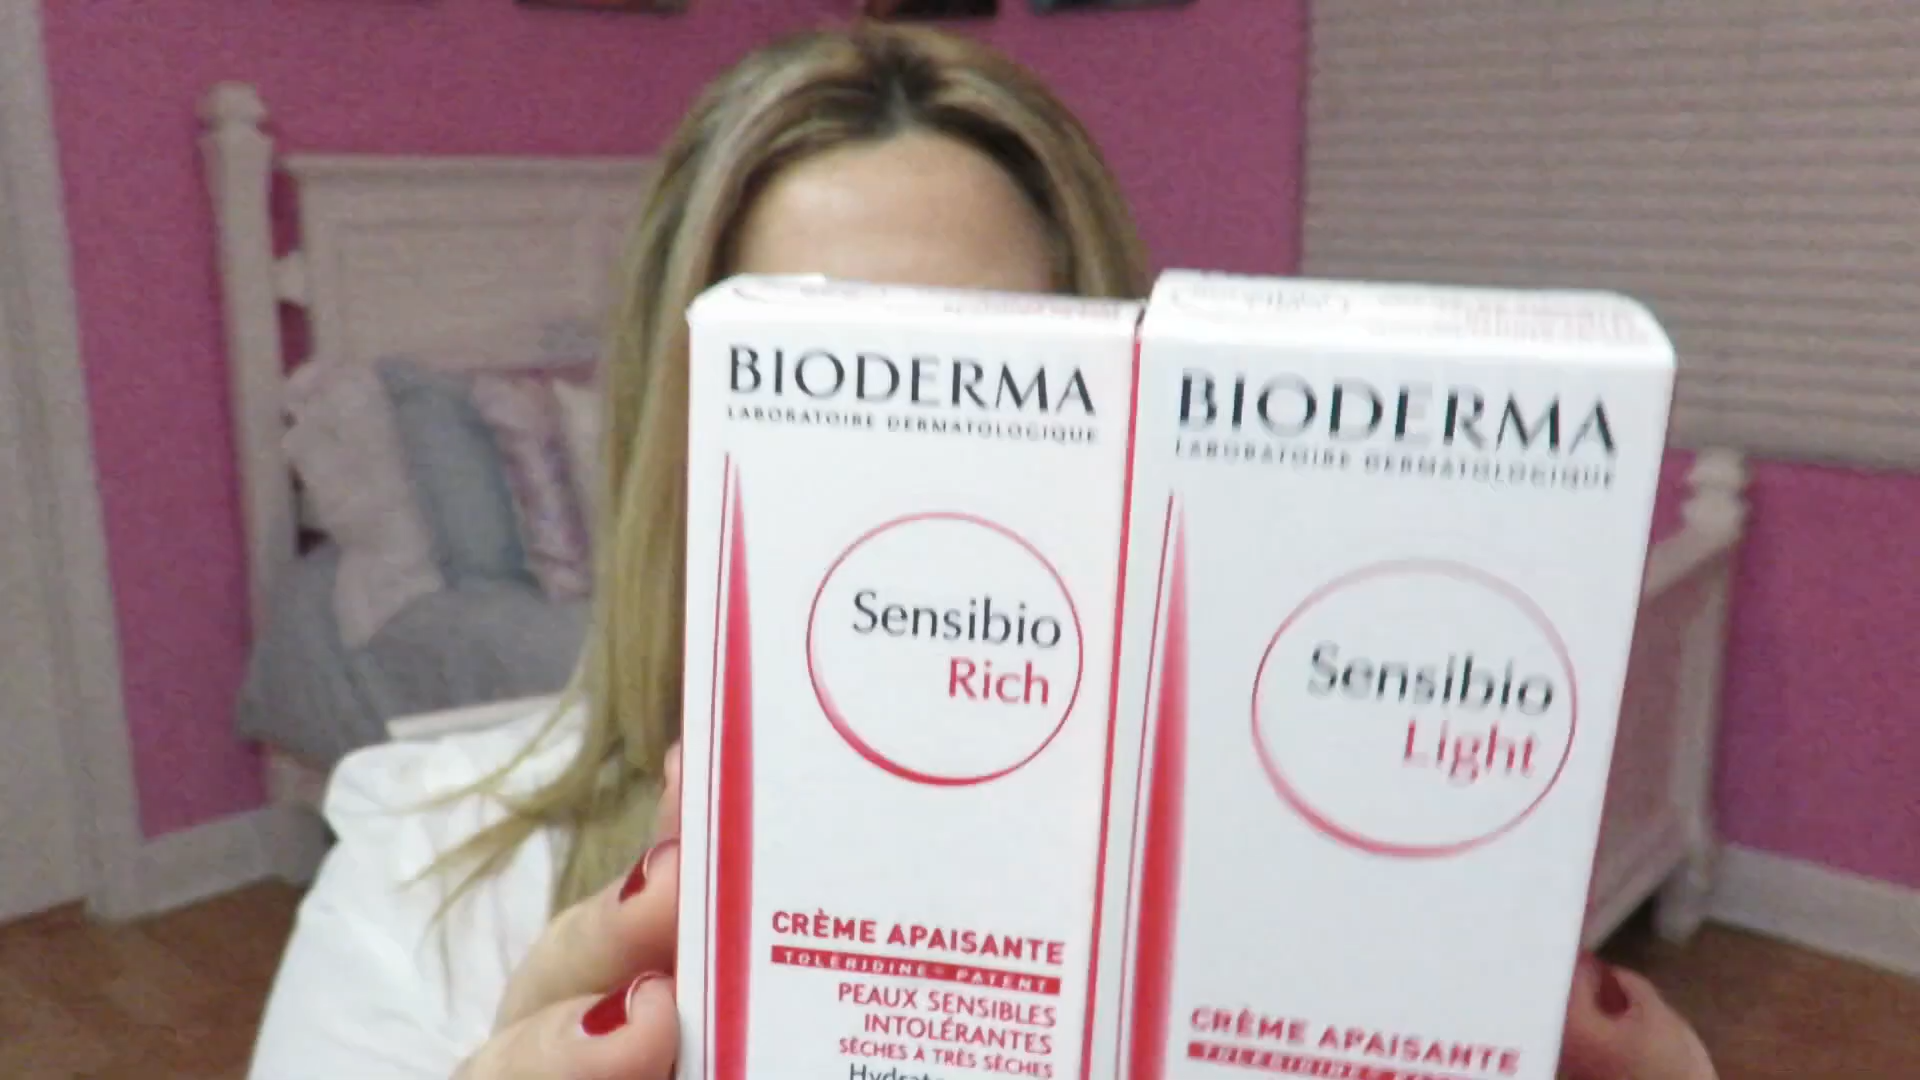 BIODERMA
LABORATOIRE DERMATOLOGIQUE
Sensibio
Rich
CRÈME APAISANTE
TOLÉRIDINE™ PATENT
PEAUX SENSIBLES
INTOLÉRANTES
SÈCHES À TRÈS SÈCHES
BIODERMA
LABORATOIRE DERMATOLOGIQUE
Sensibio
Light
CRÈME APAISANTE